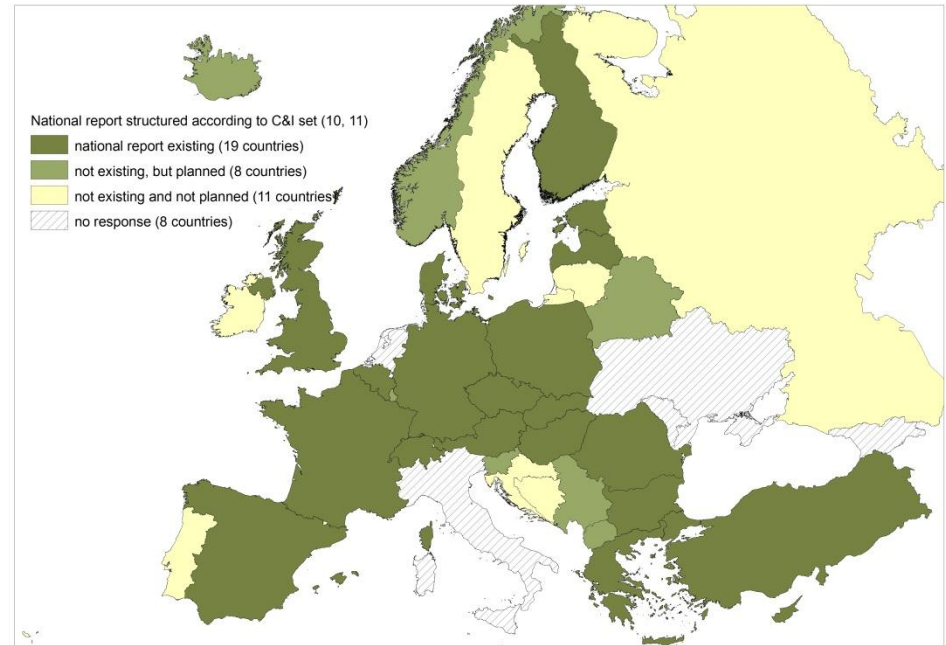 National report structured according to C&I set (10, 11)
national report existing (19 countries)
not existing, but planned (8 countries)
not existing and not planned (11 countries)
no response (8 countries)